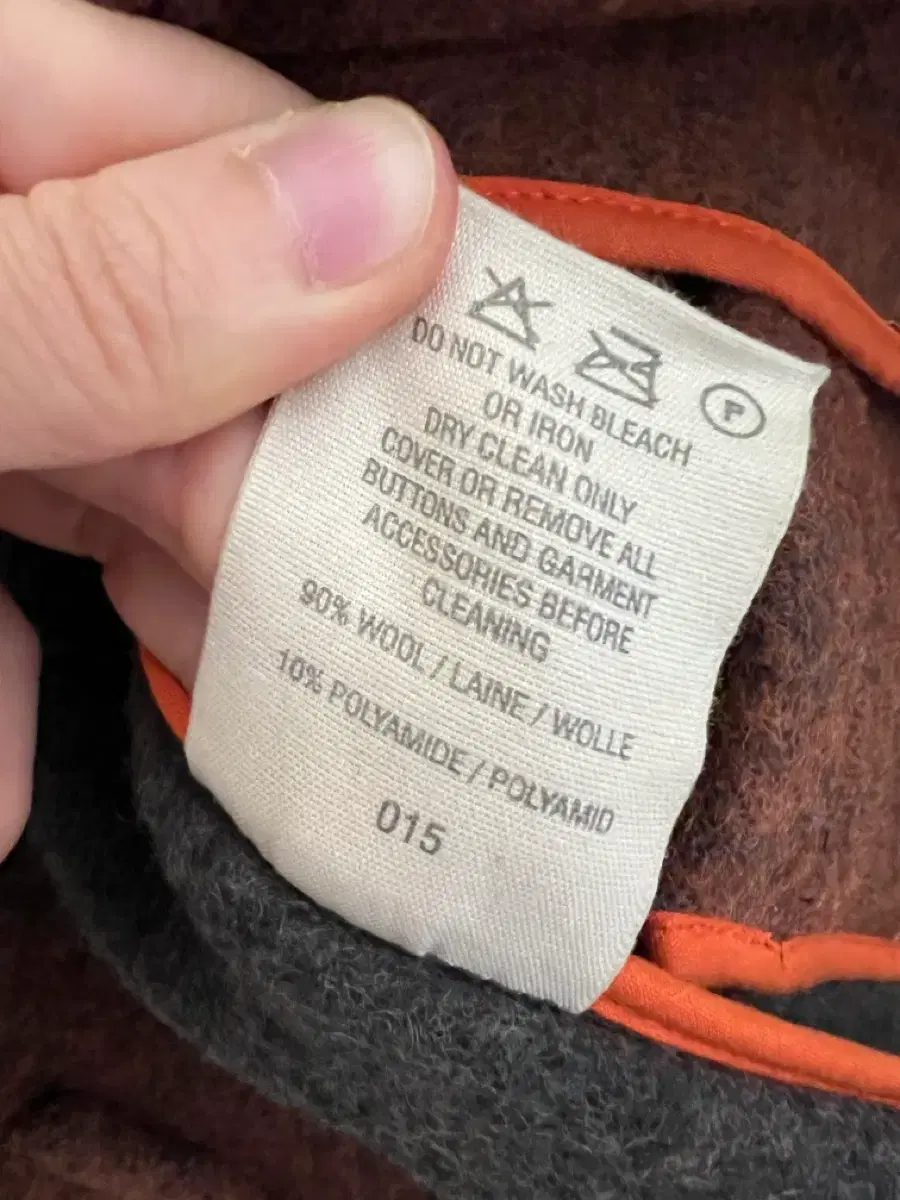 P
DO NOT WASH BLEACH
OR IRON
DRY CLEAN ONLY
COVER OR REMOVE ALL
BUTTONS AND GARMENT
ACCESSORIES BEFORE
CLEANING
90% WOOL / LAINE / WOLLE
10% POLYAMIDE / POLYAMID
015